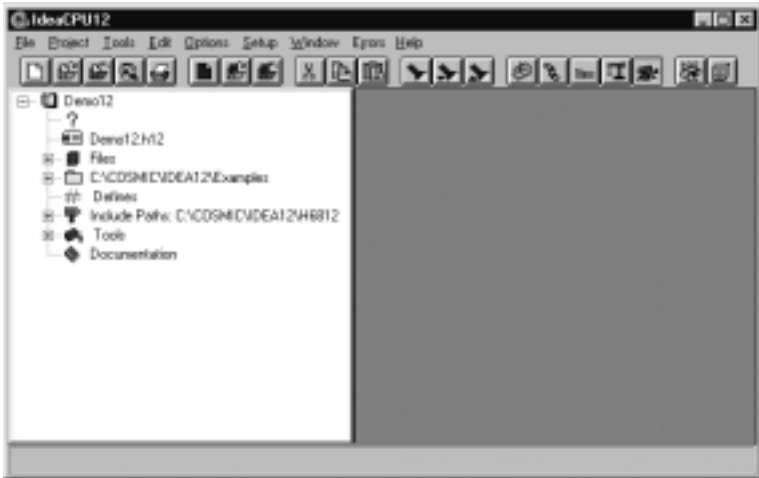 IdeaCPU12
File Project Tools Edit Options Setup Window Errors Help
Demo12
?
Demo12.h12
Files
C:\COSMIC\IDEA12\Examples
Defines
Include Paths: C:\COSMIC\IDEA12\H6812
Tools
Documentation